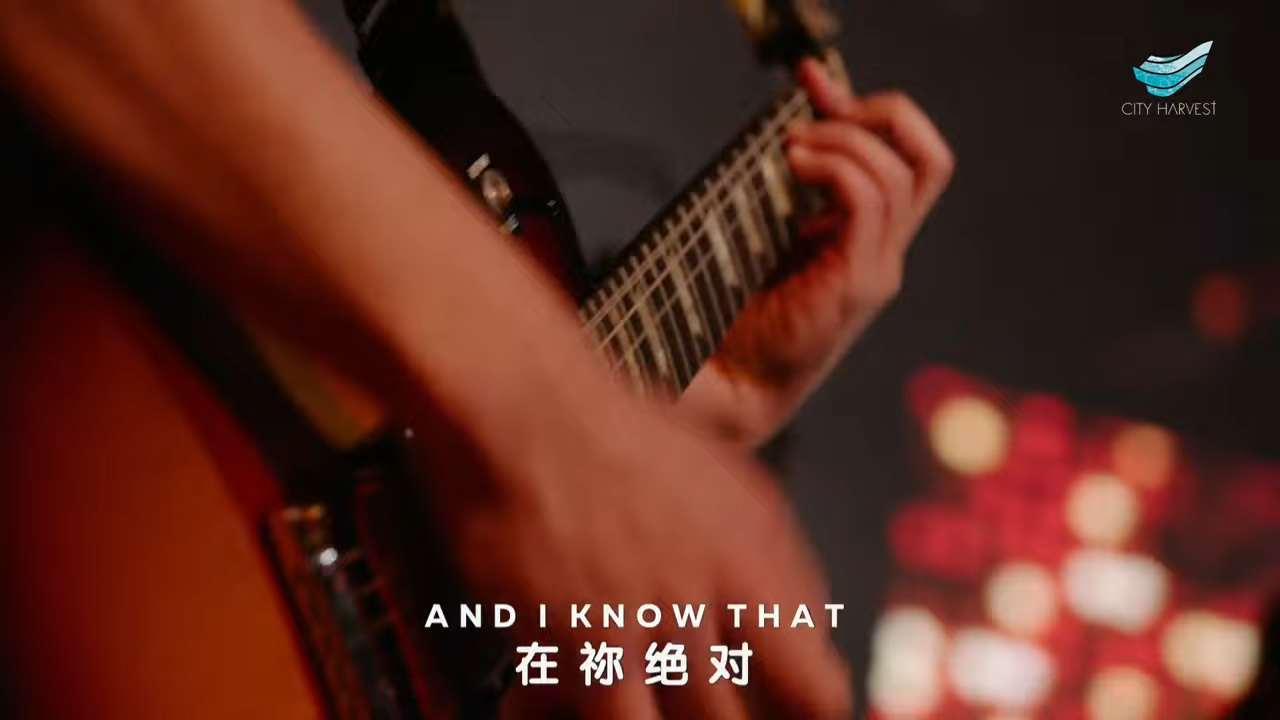 CITY HARVEST
AND I KNOW THAT
在祢绝对